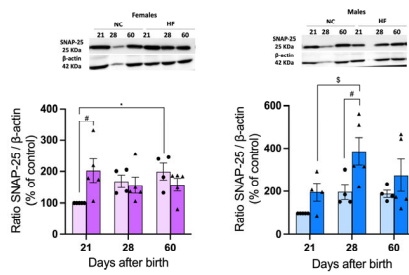 Females
NC HF
21 28 60 21 28 60
SNAP-25
25 KDa
β-actin
42 KDa
#
*
400
300
200
100
0
Ratio SNAP-25 / β-actin
(% of control)
21 28 60
Days after birth
Males
NC HF
21 28 60 21 28 60
SNAP-25
25 KDa
β-actin
42 KDa
$
#
600
400
200
0
Ratio SNAP-25 / β-actin
(% of control)
21 28 60
Days after birth